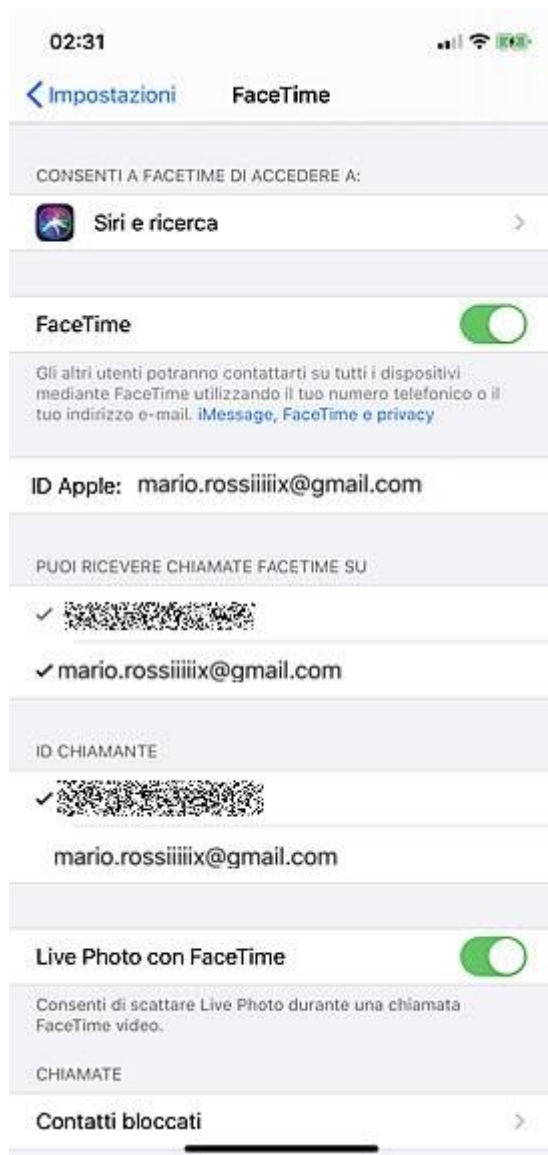 02:31
Impostazioni
FaceTime
CONSENTI A FACETIME DI ACCEDERE A:
Siri e ricerca
FaceTime
Gli altri utenti potranno contattarti su tutti i dispositivi
mediante FaceTime utilizzando il tuo numero telefonico o il
tuo indirizzo e-mail. iMessage, FaceTime e privacy
ID Apple: mario.rossiiiiix@gmail.com
PUOI RICEVERE CHIAMATE FACETIME SU
mario.rossiiiiix@gmail.com
ID CHIAMANTE
mario.rossiiiiix@gmail.com
Live Photo con FaceTime
Consenti di scattare Live Photo durante una chiamata
FaceTime video.
CHIAMATE
Contatti bloccati